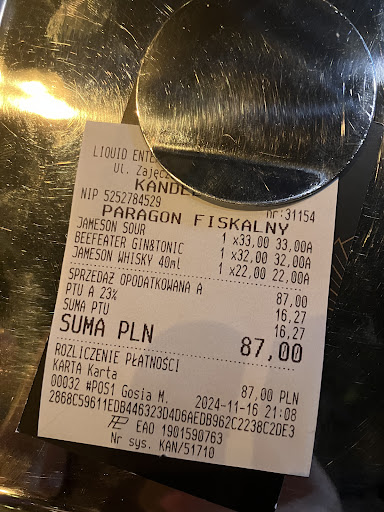 LIQUID ENTE
Ul. Zajęcz
KANDE
NIP 5252784529
nr:31154
PARAGON FISKALNY
JAMESON SOUR 1 x33,00 33,00A
BEEFEATER GIN&TONIC 1 x32,00 32,00A
JAMESON WHISKY 40ml 1 x22,00 22,00A
SPRZEDAŻ OPODATKOWANA A 87,00
PTU A 23% 16,27
SUMA PTU 16,27
SUMA PLN 87,00
ROZLICZENIE PŁATNOŚCI
KARTA Karta 87,00 PLN
00032 #POS1 Gosia M. 2024-11-16 21:08
2868C59611EDB446323D4D6AEDB962C2238C2DE3
EAO 1901590763
Nr sys. KAN/51710